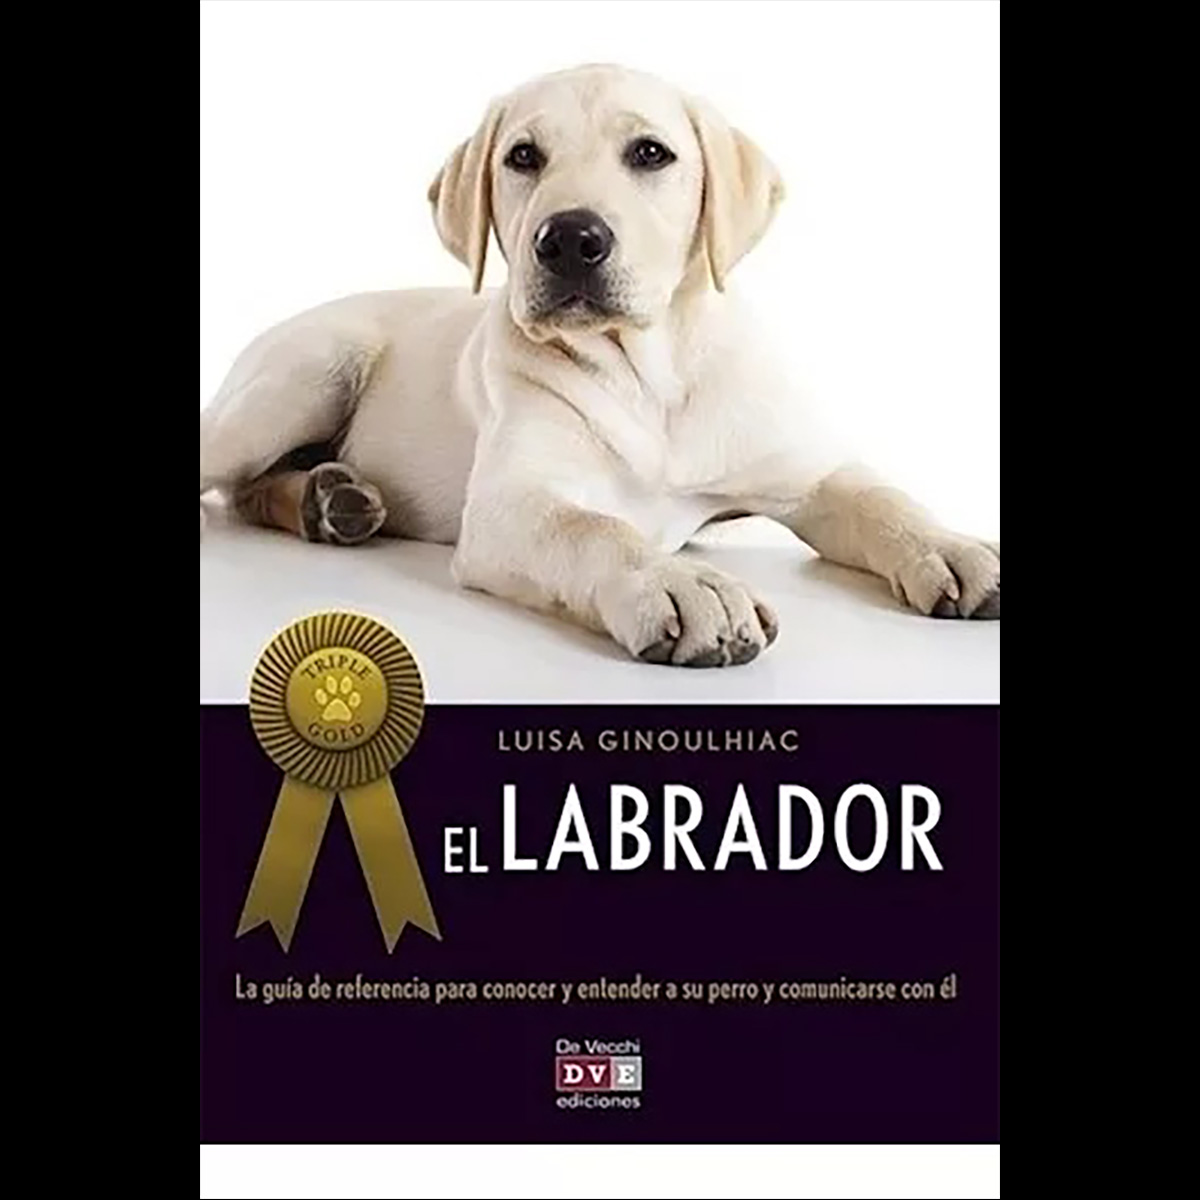 TRIPLE
GOLD
LUISA GINOULHIAC
EL LABRADOR
La guía de referencia para conocer y entender a su perro y comunicarse con él
De Vecchi
DVE
ediciones